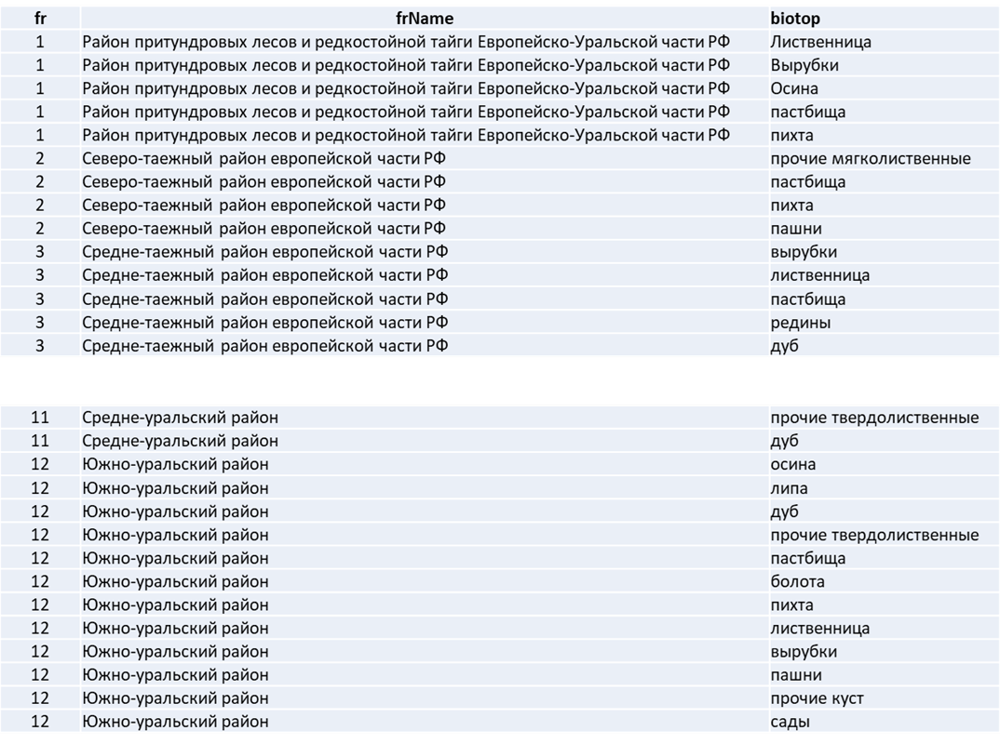 fr frName biotop
1 Район притундровых лесов и редкостойной тайги Европейско-Уральской части РФ Лиственница
1 Район притундровых лесов и редкостойной тайги Европейско-Уральской части РФ Вырубки
1 Район притундровых лесов и редкостойной тайги Европейско-Уральской части РФ Осина
1 Район притундровых лесов и редкостойной тайги Европейско-Уральской части РФ пастбища
1 Район притундровых лесов и редкостойной тайги Европейско-Уральской части РФ пихта
2 Северо-таежный район европейской части РФ прочие мягколиственные
2 Северо-таежный район европейской части РФ пастбища
2 Северо-таежный район европейской части РФ пихта
2 Северо-таежный район европейской части РФ пашни
3 Средне-таежный район европейской части РФ вырубки
3 Средне-таежный район европейской части РФ лиственница
3 Средне-таежный район европейской части РФ пастбища
3 Средне-таежный район европейской части РФ редины
3 Средне-таежный район европейской части РФ дуб
11 Средне-уральский район прочие твердолиственные
11 Средне-уральский район дуб
12 Южно-уральский район осина
12 Южно-уральский район липа
12 Южно-уральский район дуб
12 Южно-уральский район прочие твердолиственные
12 Южно-уральский район пастбища
12 Южно-уральский район болота
12 Южно-уральский район пихта
12 Южно-уральский район лиственница
12 Южно-уральский район вырубки
12 Южно-уральский район пашни
12 Южно-уральский район прочие куст
12 Южно-уральский район сады